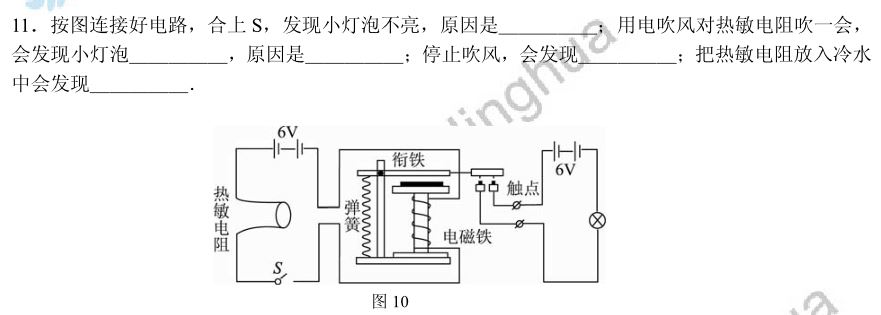 11．按图连接好电路，合上 S，发现小灯泡不亮，原因是__________；用电吹风对热敏电阻吹一会，
会发现小灯泡__________，原因是__________；停止吹风，会发现__________；把热敏电阻放入冷水
中会发现__________．
6V
衔铁
6V
热敏电阻
弹簧
触点
电磁铁
S
图 10
jinghua